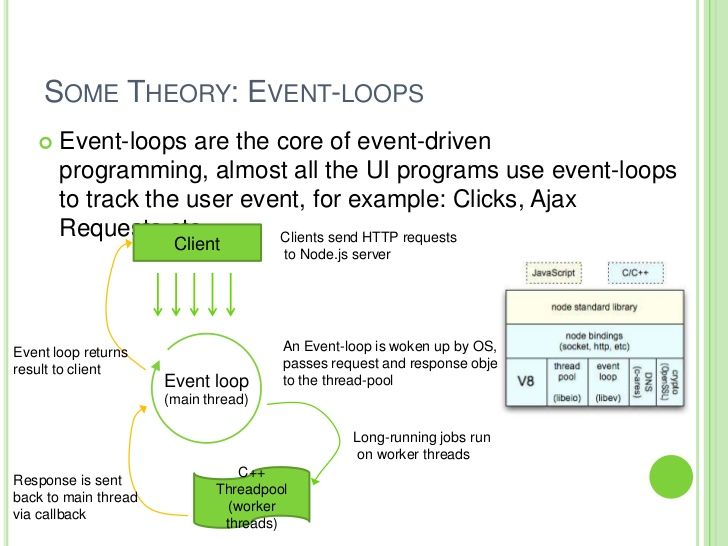 SOME THEORY: EVENT-LOOPS
Event-loops are the core of event-driven
programming, almost all the UI programs use event-loops
to track the user event, for example: Clicks, Ajax
Requests etc
Client
Clients send HTTP requests
to Node.js server
JavaScript
C/C++
node standard library
node bindings
(socket, http, etc)
V8
thread
pool
(libeio)
event
loop
(libev)
DNS
(c-ares)
crypto
(OpenSSL)
Event loop returns
result to client
An Event-loop is woken up by OS,
passes request and response obje
to the thread-pool
Event loop
(main thread)
Long-running jobs run
on worker threads
Response is sent
back to main thread
via callback
C++
Threadpool
(worker
threads)